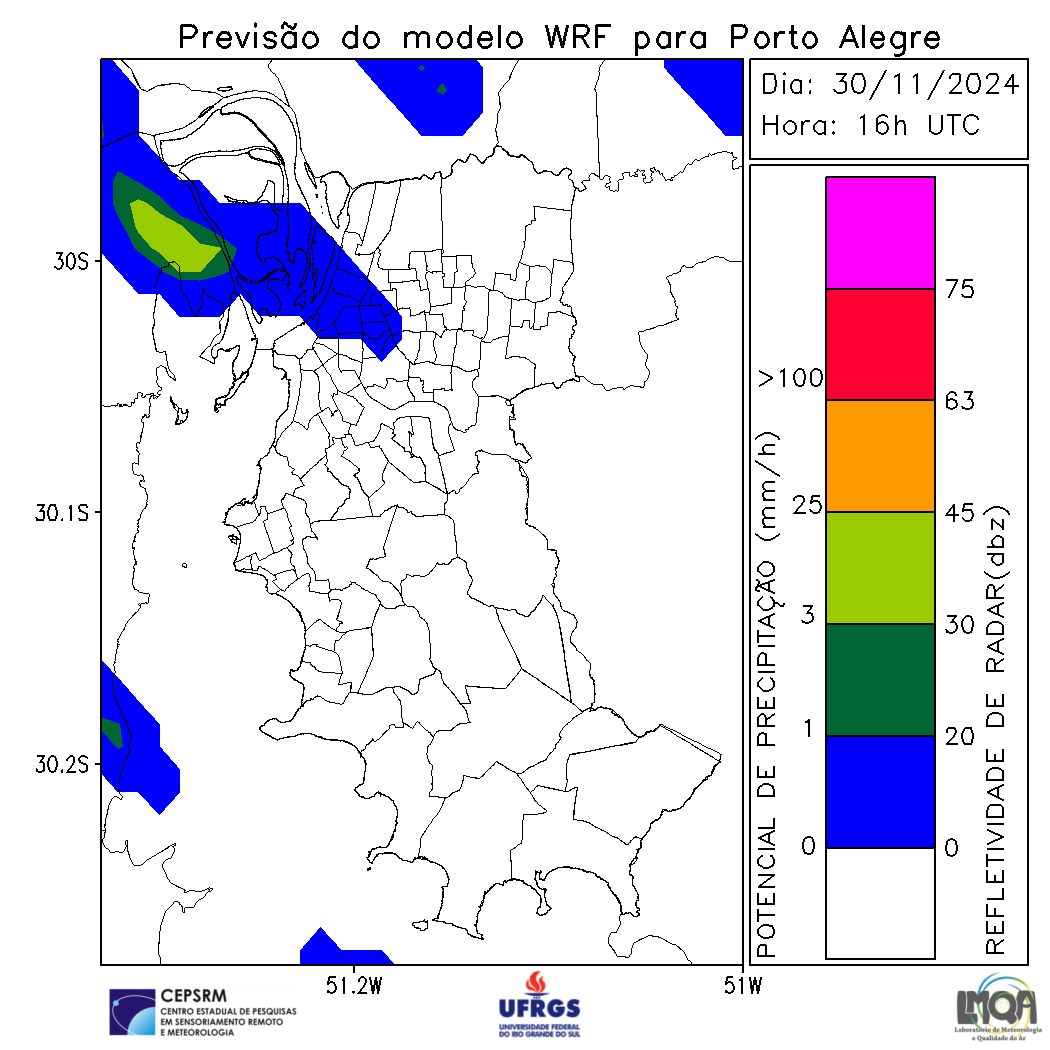 Previsão do modelo WRF para Porto Alegre
Dia: 30/11/2024
Hora: 16h UTC
30S
30.1S
30.2S
51.2W
51W
POTENCIAL DE PRECIPITAÇÃO (mm/h)
>100
25
3
1
0
75
63
45
30
20
0
REFLETIVIDADE DE RADAR(dbz)
CEPSRM
CENTRO ESTADUAL DE PESQUISAS
EM SENSORIAMENTO REMOTO
E METEOROLOGIA
UFRGS
UNIVERSIDADE FEDERAL
DO RIO GRANDE DO SUL
LMQA
Laboratório de Meteorologia
e Qualidade do Ar